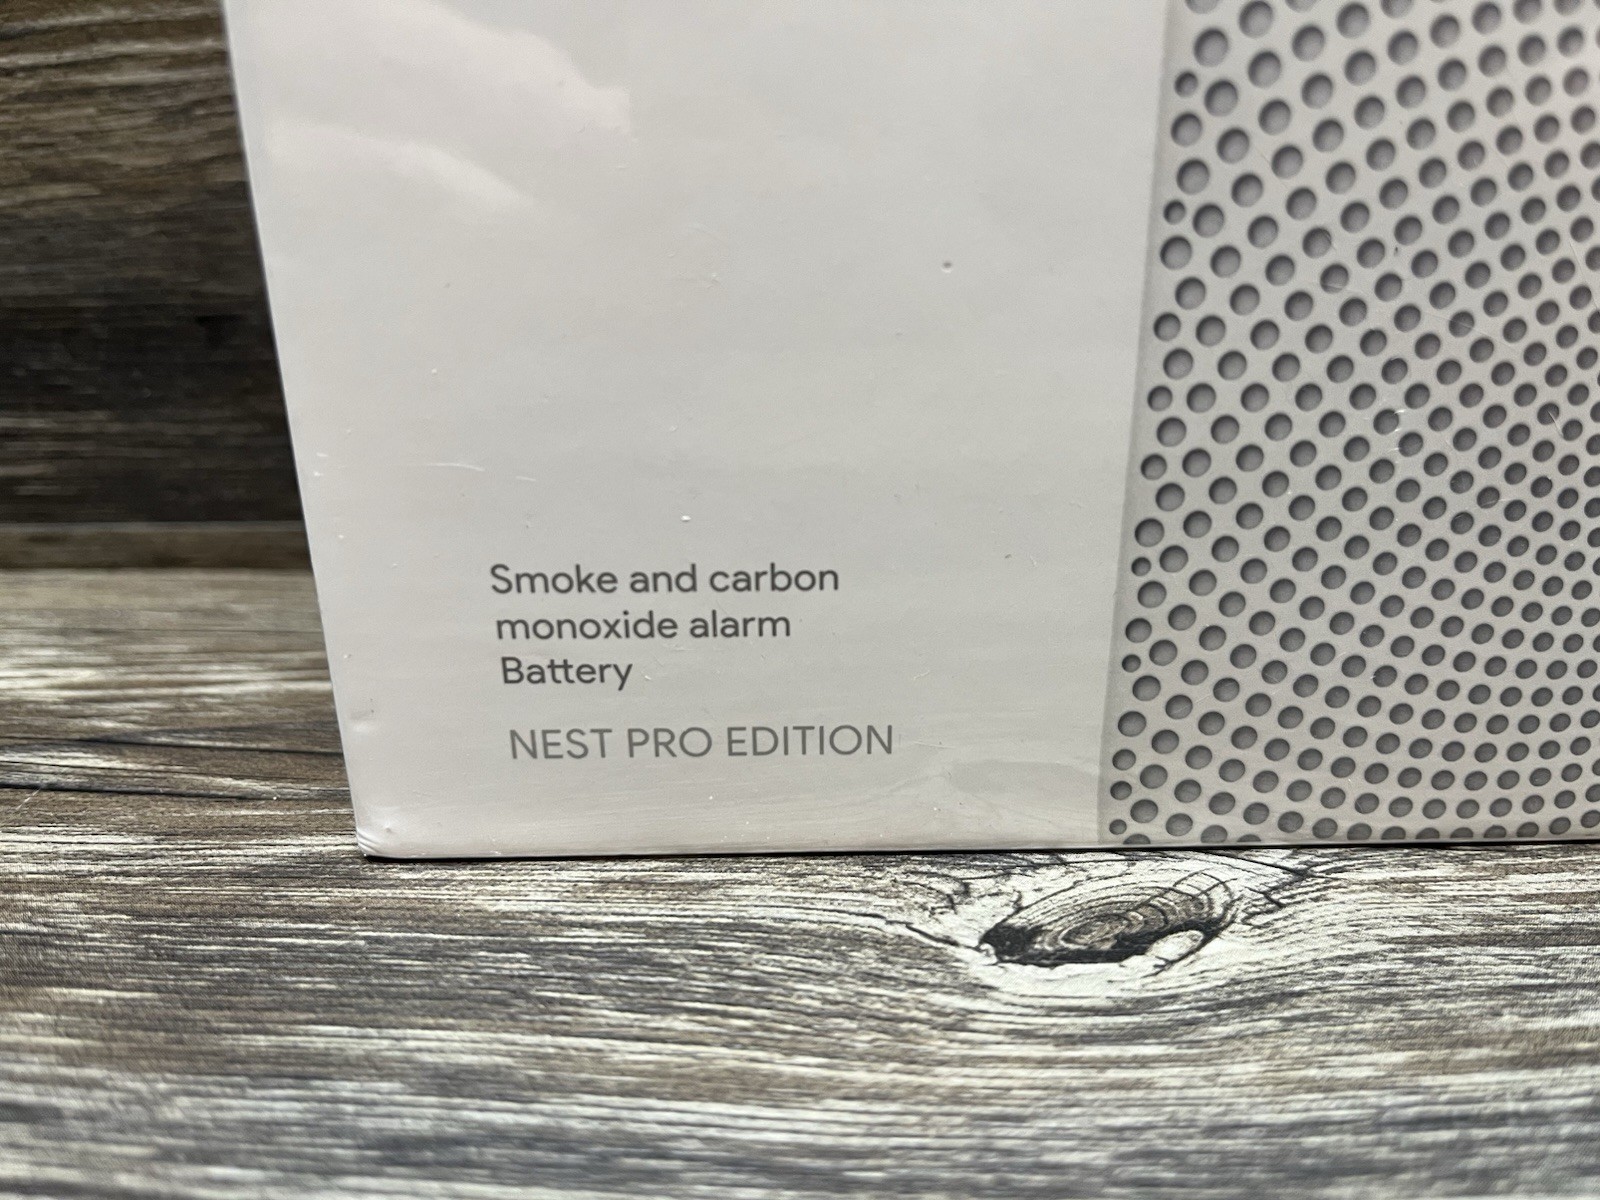 Smoke and carbon
monoxide alarm
Battery
NEST PRO EDITION